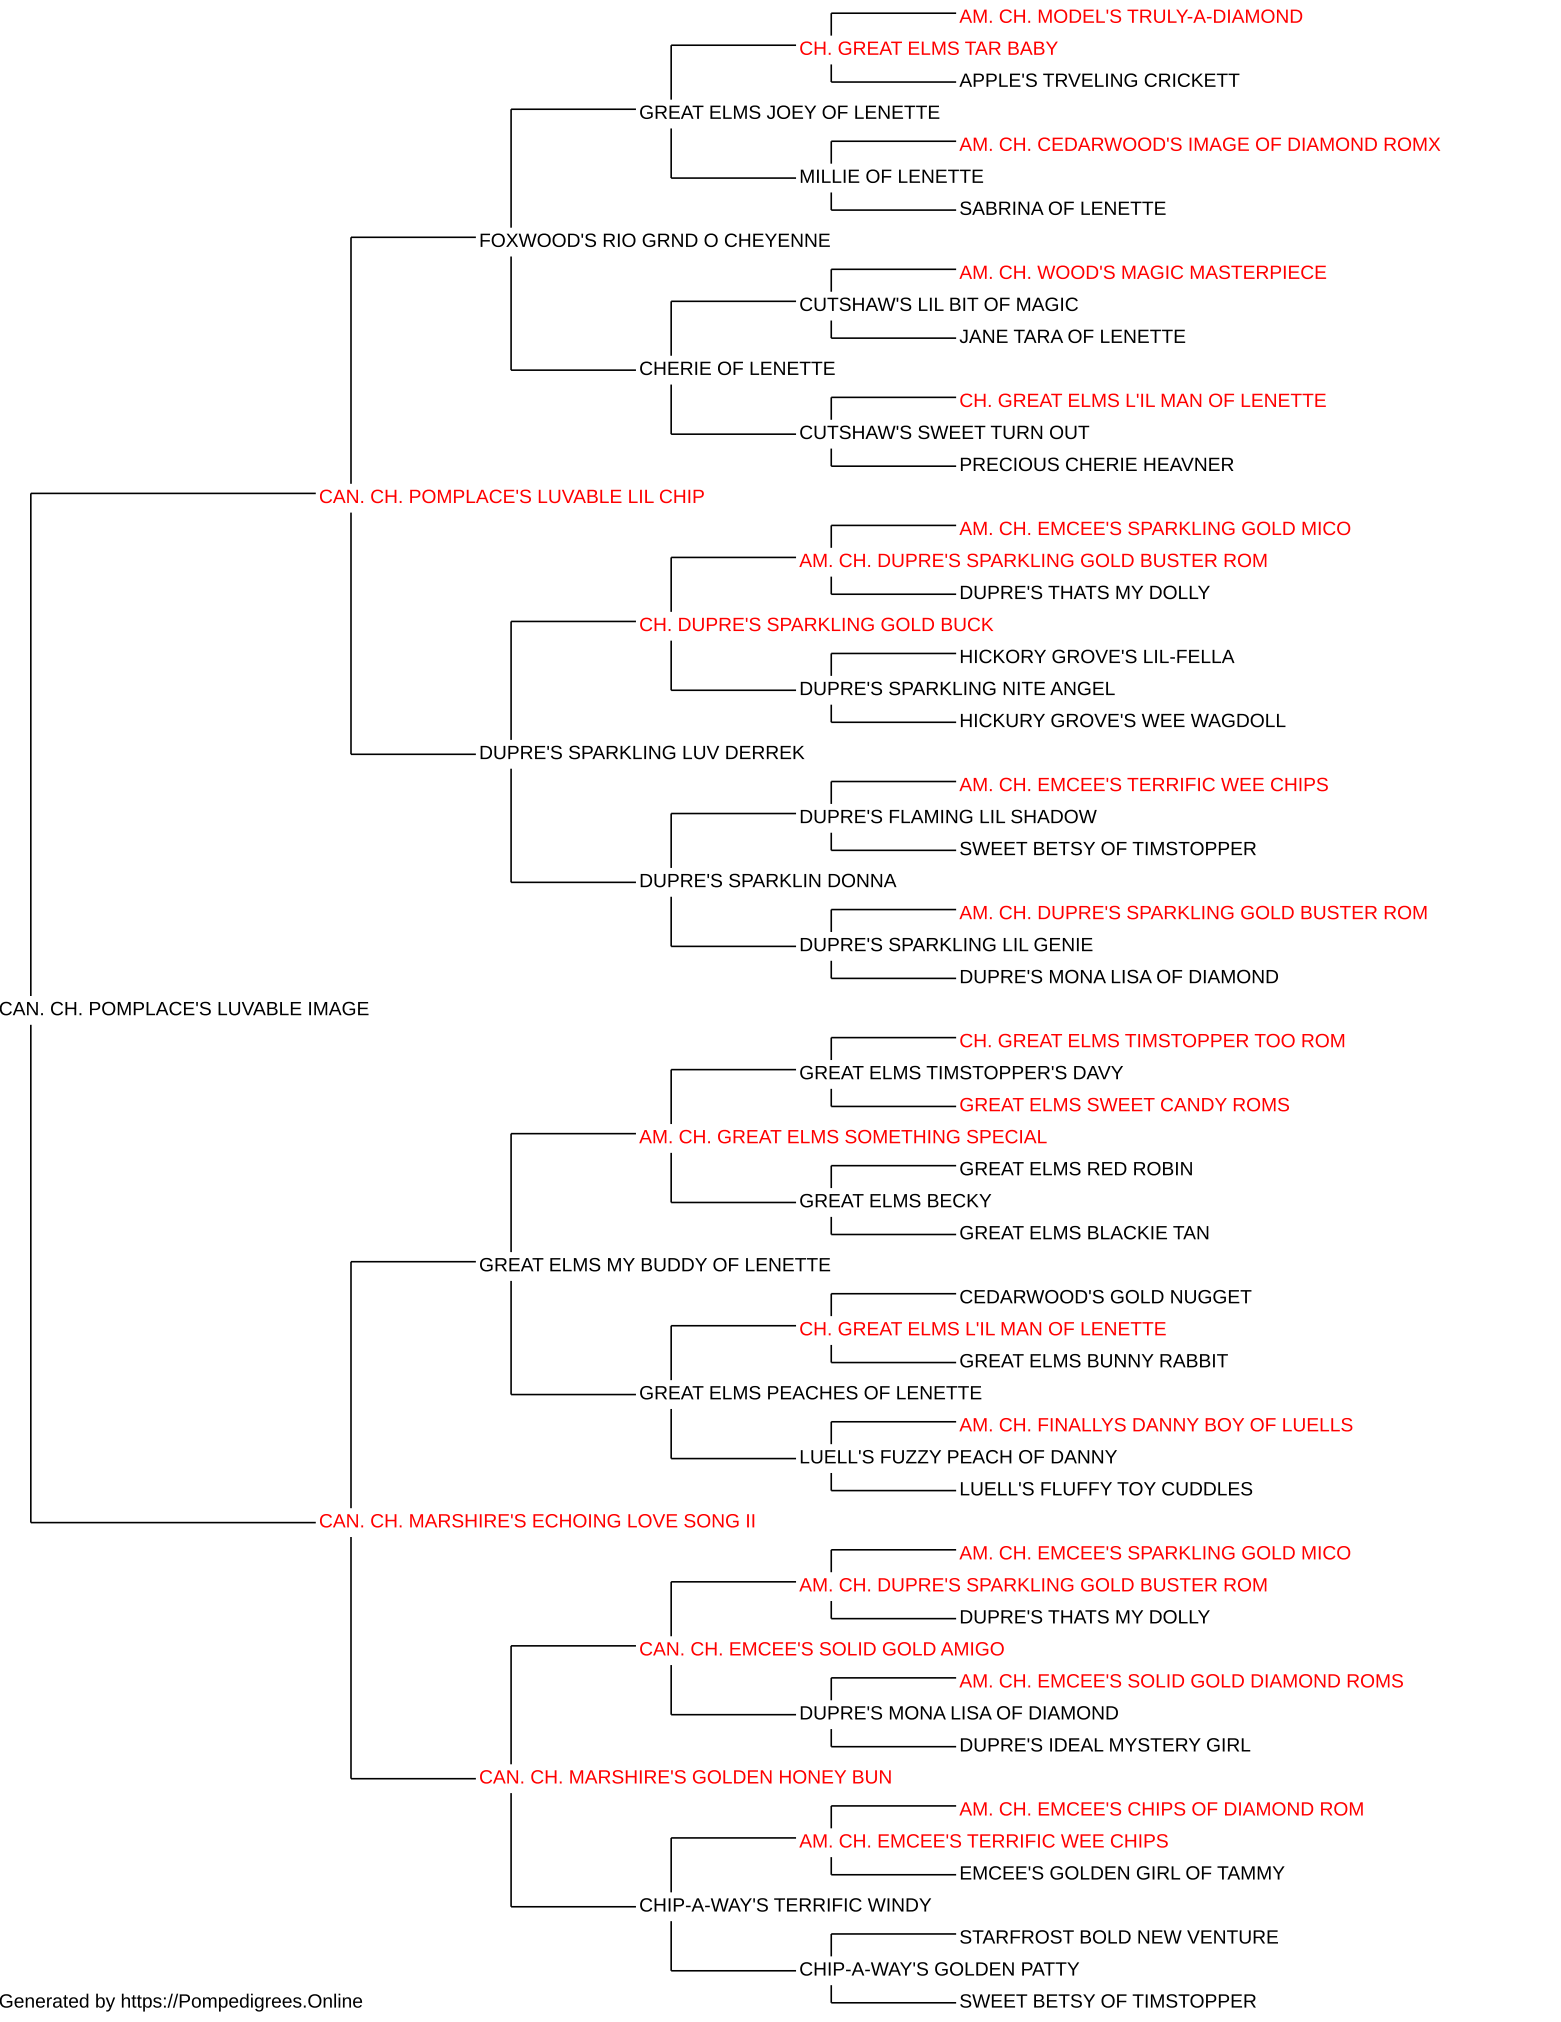 AM. CH. MODEL'S TRULY-A-DIAMOND
CH. GREAT ELMS TAR BABY
APPLE'S TRVELING CRICKETT
GREAT ELMS JOEY OF LENETTE
AM. CH. CEDARWOOD'S IMAGE OF DIAMOND ROMX
MILLIE OF LENETTE
SABRINA OF LENETTE
FOXWOOD'S RIO GRND O CHEYENNE
AM. CH. WOOD'S MAGIC MASTERPIECE
CUTSHAW'S LIL BIT OF MAGIC
JANE TARA OF LENETTE
CHERIE OF LENETTE
CH. GREAT ELMS L'IL MAN OF LENETTE
CUTSHAW'S SWEET TURN OUT
PRECIOUS CHERIE HEAVNER
CAN. CH. POMPLACE'S LUVABLE LIL CHIP
AM. CH. EMCEE'S SPARKLING GOLD MICO
AM. CH. DUPRE'S SPARKLING GOLD BUSTER ROM
DUPRE'S THATS MY DOLLY
CH. DUPRE'S SPARKLING GOLD BUCK
HICKORY GROVE'S LIL-FELLA
DUPRE'S SPARKLING NITE ANGEL
HICKURY GROVE'S WEE WAGDOLL
DUPRE'S SPARKLING LUV DERREK
AM. CH. EMCEE'S TERRIFIC WEE CHIPS
DUPRE'S FLAMING LIL SHADOW
SWEET BETSY OF TIMSTOPPER
DUPRE'S SPARKLIN DONNA
AM. CH. DUPRE'S SPARKLING GOLD BUSTER ROM
DUPRE'S SPARKLING LIL GENIE
DUPRE'S MONA LISA OF DIAMOND
CAN. CH. POMPLACE'S LUVABLE IMAGE
CH. GREAT ELMS TIMSTOPPER TOO ROM
GREAT ELMS TIMSTOPPER'S DAVY
GREAT ELMS SWEET CANDY ROMS
AM. CH. GREAT ELMS SOMETHING SPECIAL
GREAT ELMS RED ROBIN
GREAT ELMS BECKY
GREAT ELMS BLACKIE TAN
GREAT ELMS MY BUDDY OF LENETTE
CEDARWOOD'S GOLD NUGGET
CH. GREAT ELMS L'IL MAN OF LENETTE
GREAT ELMS BUNNY RABBIT
GREAT ELMS PEACHES OF LENETTE
AM. CH. FINALLYS DANNY BOY OF LUELLS
LUELL'S FUZZY PEACH OF DANNY
LUELL'S FLUFFY TOY CUDDLES
CAN. CH. MARSHIRE'S ECHOING LOVE SONG II
AM. CH. EMCEE'S SPARKLING GOLD MICO
AM. CH. DUPRE'S SPARKLING GOLD BUSTER ROM
DUPRE'S THATS MY DOLLY
CAN. CH. EMCEE'S SOLID GOLD AMIGO
AM. CH. EMCEE'S SOLID GOLD DIAMOND ROMS
DUPRE'S MONA LISA OF DIAMOND
DUPRE'S IDEAL MYSTERY GIRL
CAN. CH. MARSHIRE'S GOLDEN HONEY BUN
AM. CH. EMCEE'S CHIPS OF DIAMOND ROM
AM. CH. EMCEE'S TERRIFIC WEE CHIPS
EMCEE'S GOLDEN GIRL OF TAMMY
CHIP-A-WAY'S TERRIFIC WINDY
STARFROST BOLD NEW VENTURE
CHIP-A-WAY'S GOLDEN PATTY
SWEET BETSY OF TIMSTOPPER
Generated by https://Pompedigrees.Online